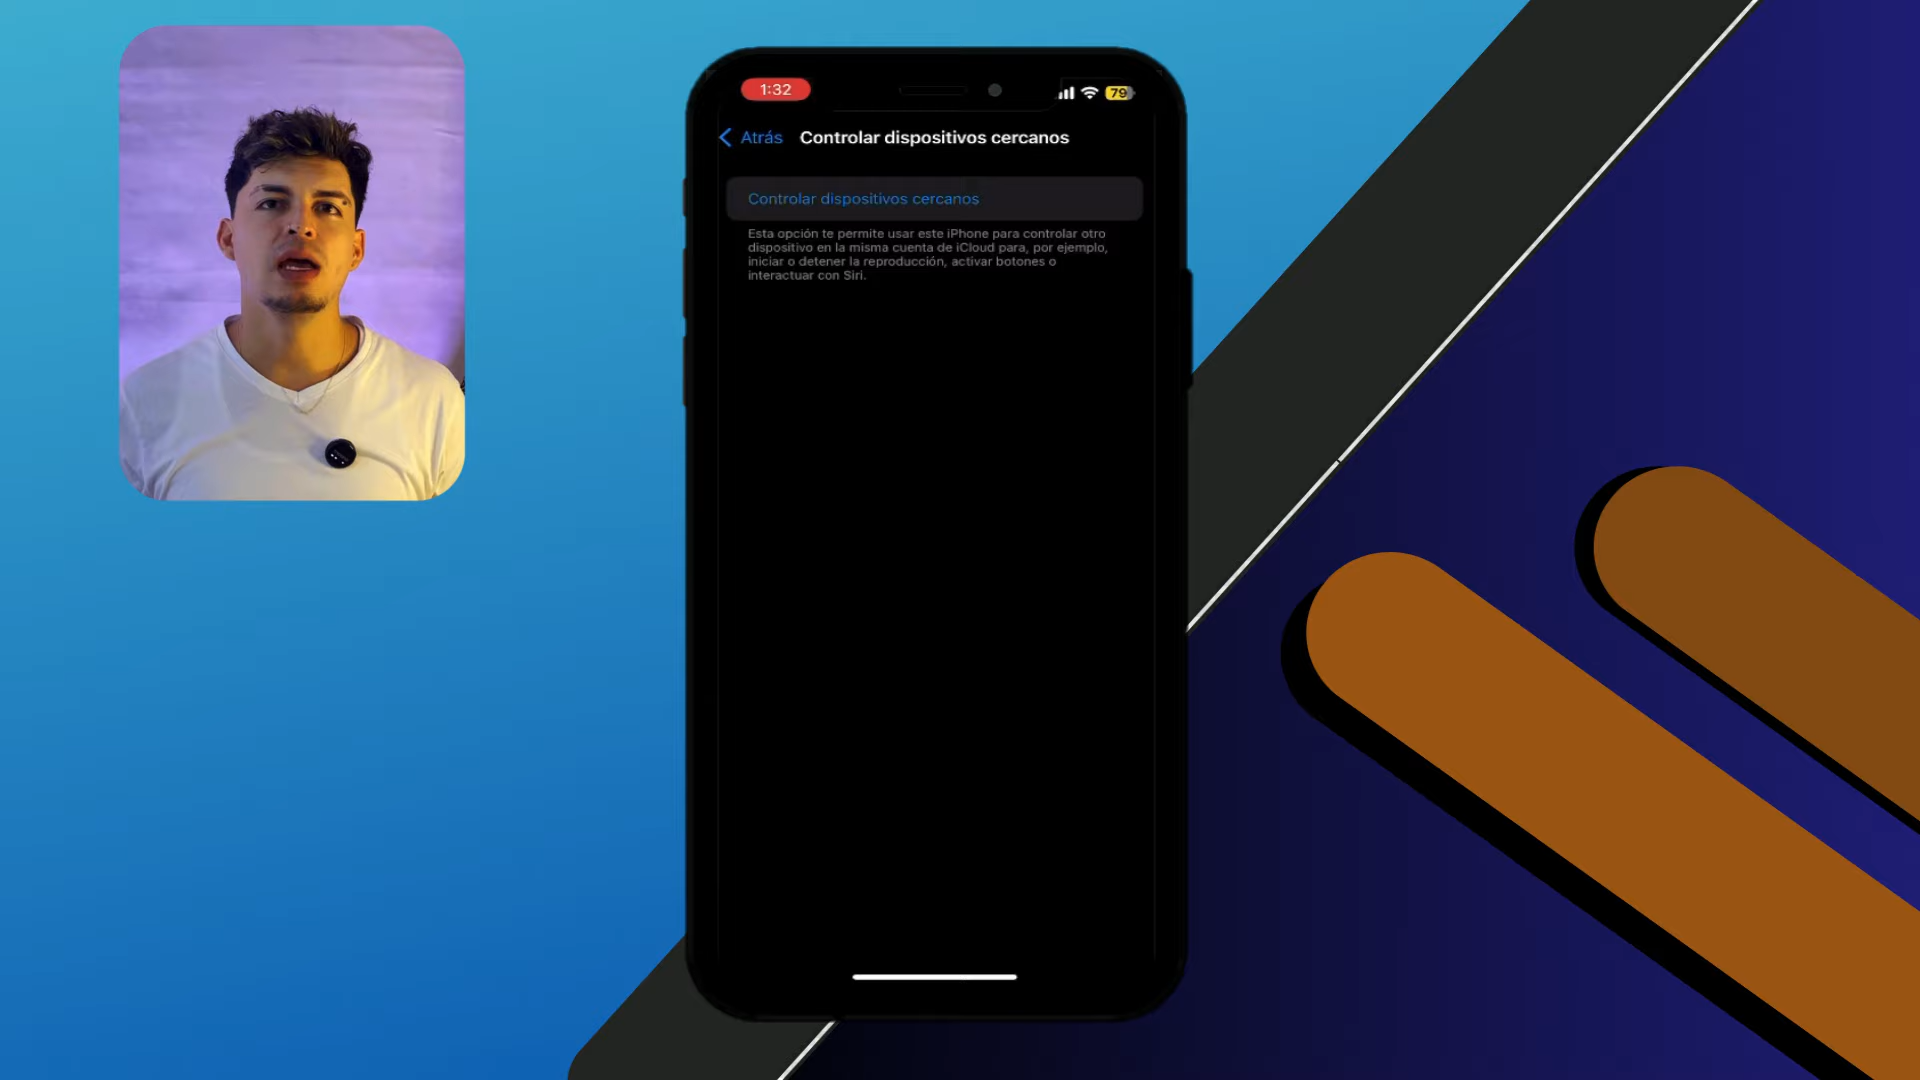 1:32
79
Atrás
Controlar dispositivos cercanos
Controlar dispositivos cercanos
Esta opción te permite usar este iPhone para controlar otro
dispositivo en la misma cuenta de iCloud para, por ejemplo,
iniciar o detener la reproducción, activar botones o
interactuar con Siri.